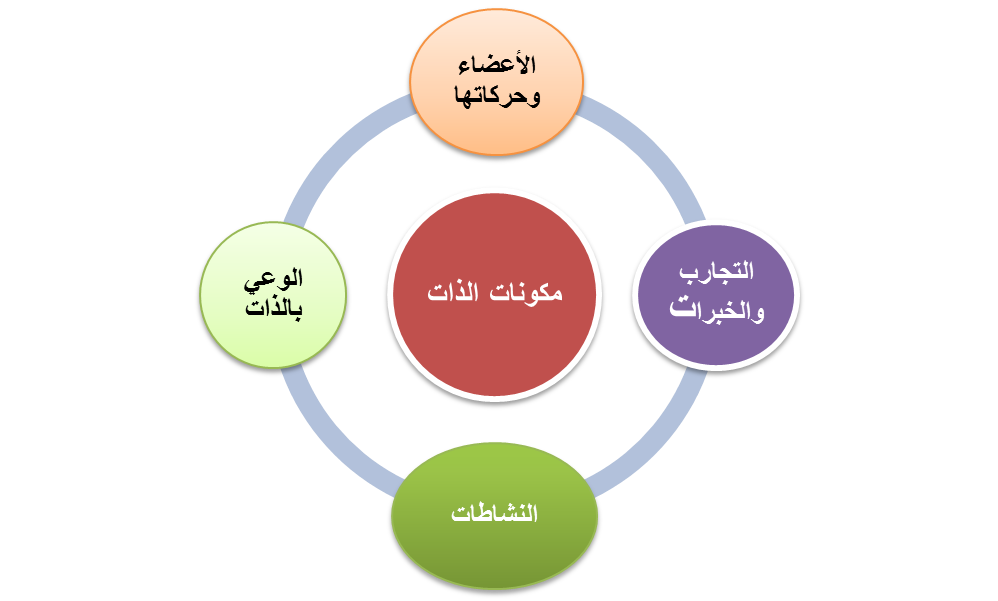 الأعضاء
وحركاتها
التجارب
والخبرات
مكونات الذات
الوعي
بالذات
النشاطات